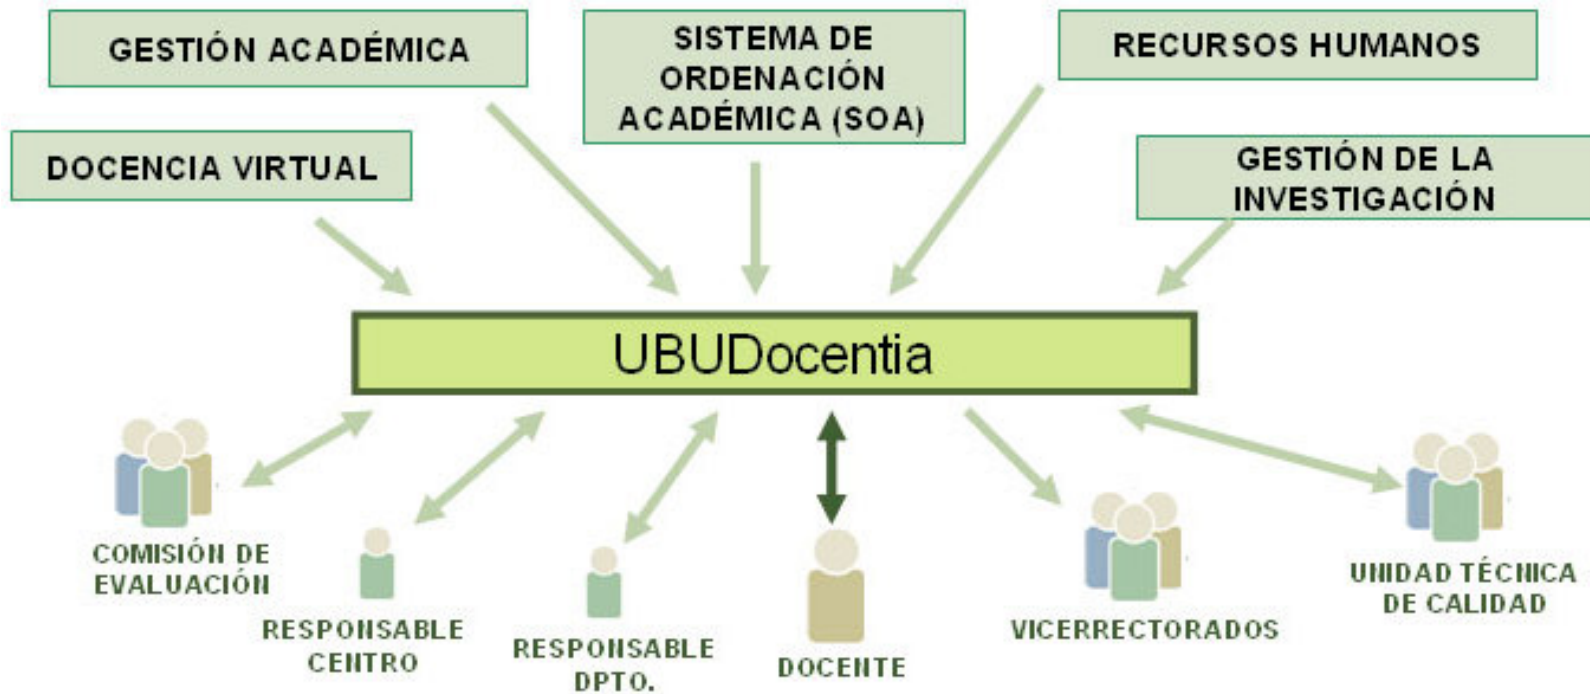 GESTIÓN ACADÉMICA
SISTEMA DE
ORDENACIÓN
ACADÉMICA (SOA)
RECURSOS HUMANOS
DOCENCIA VIRTUAL
GESTIÓN DE LA
INVESTIGACIÓN
UBUDocentia
COMISIÓN DE
EVALUACIÓN
RESPONSABLE
CENTRO
RESPONSABLE
DPTO.
DOCENTE
VICERRECTORADOS
UNIDAD TÉCNICA
DE CALIDAD